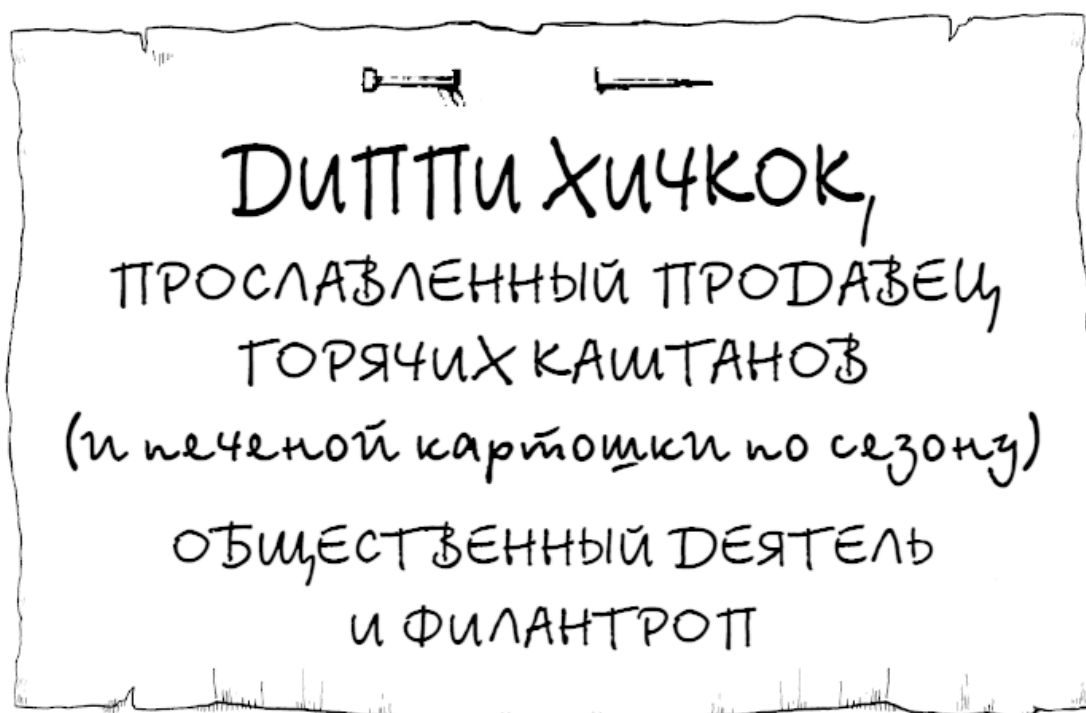 ДИППИ ХИЧКОК,
ПРОСЛАВЛЕННЫЙ ПРОДАВЕЦ
ГОРЯЧИХ КАШТАНОВ
(и печеной картошки по сезону)
ОБЩЕСТВЕННЫЙ ДЕЯТЕЛЬ
И ФИЛАНТРОП